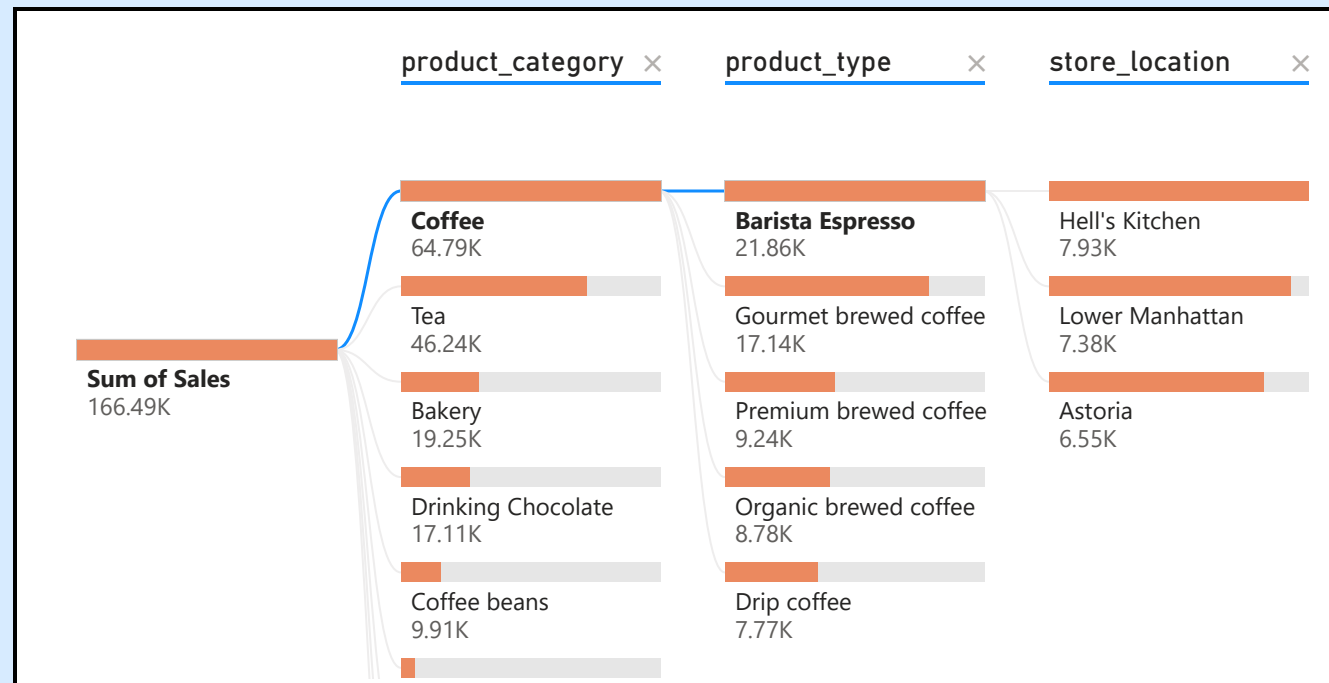 product_category × product_type × store_location ×
Coffee
64.79K
Tea
46.24K
Bakery
19.25K
Drinking Chocolate
17.11K
Coffee beans
9.91K
Sum of Sales
166.49K
Barista Espresso
21.86K
Gourmet brewed coffee
17.14K
Premium brewed coffee
9.24K
Organic brewed coffee
8.78K
Drip coffee
7.77K
Hell's Kitchen
7.93K
Lower Manhattan
7.38K
Astoria
6.55K